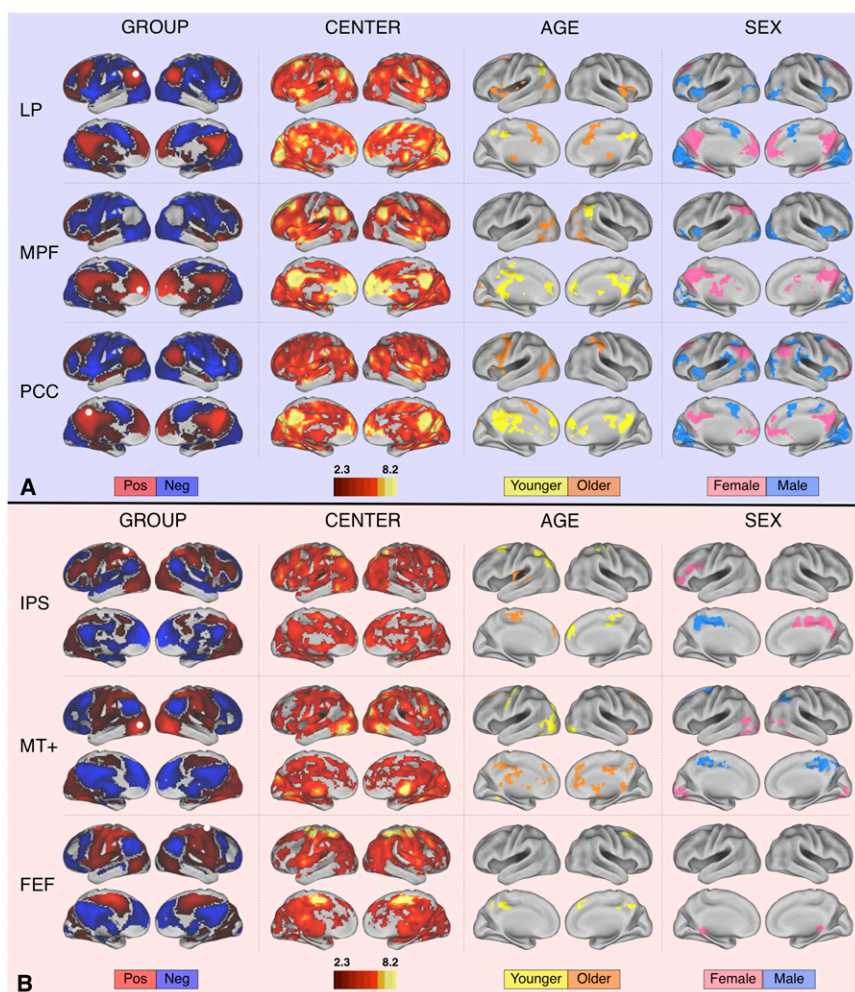 GROUP CENTER AGE SEX
LP
MPF
PCC
2.3 8.2
Pos Neg Younger Older Female Male
A
GROUP CENTER AGE SEX
IPS
MT+
FEF
2.3 8.2
Pos Neg Younger Older Female Male
B